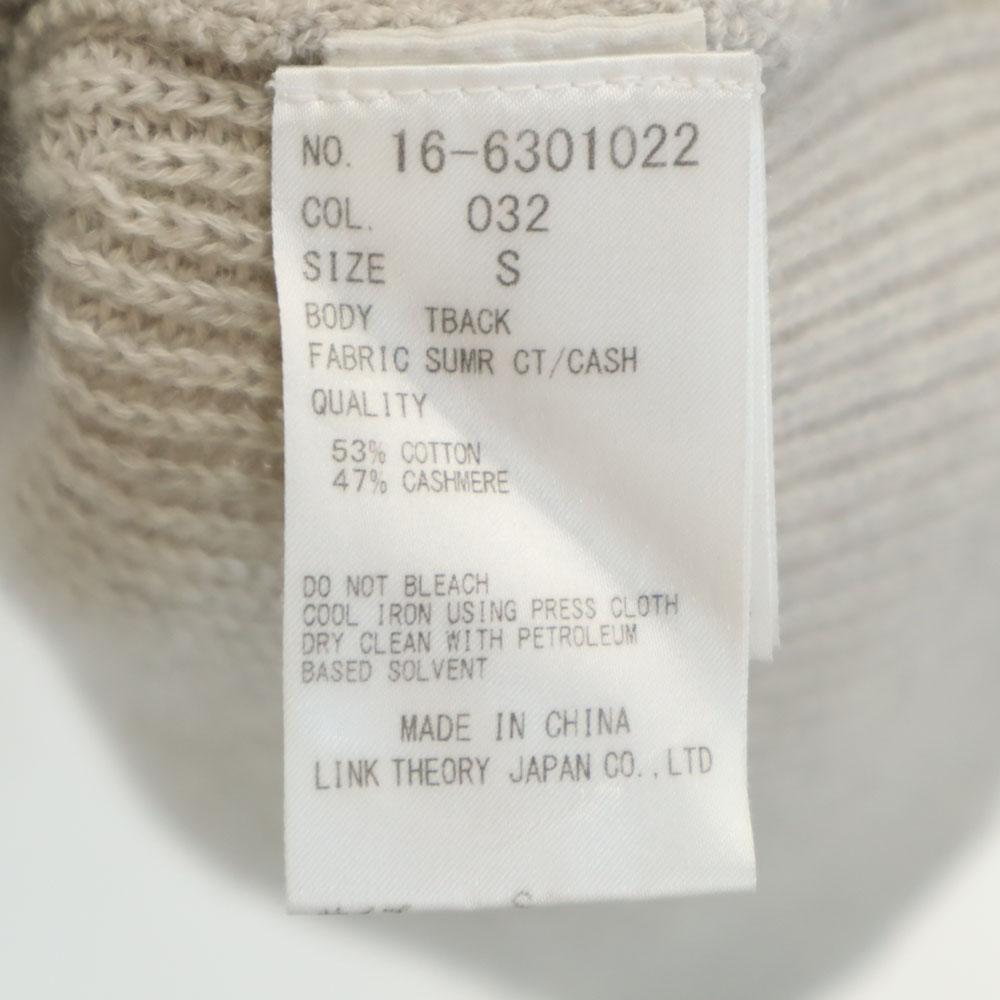 NO. 16-6301022
COL. 032
SIZE S
BODY TBACK
FABRIC SUMR CT/CASH
QUALITY
53% COTTON
47% CASHMERE
DO NOT BLEACH
COOL IRON USING PRESS CLOTH
DRY CLEAN WITH PETROLEUM
BASED SOLVENT
MADE IN CHINA
LINK THEORY JAPAN CO.,LTD